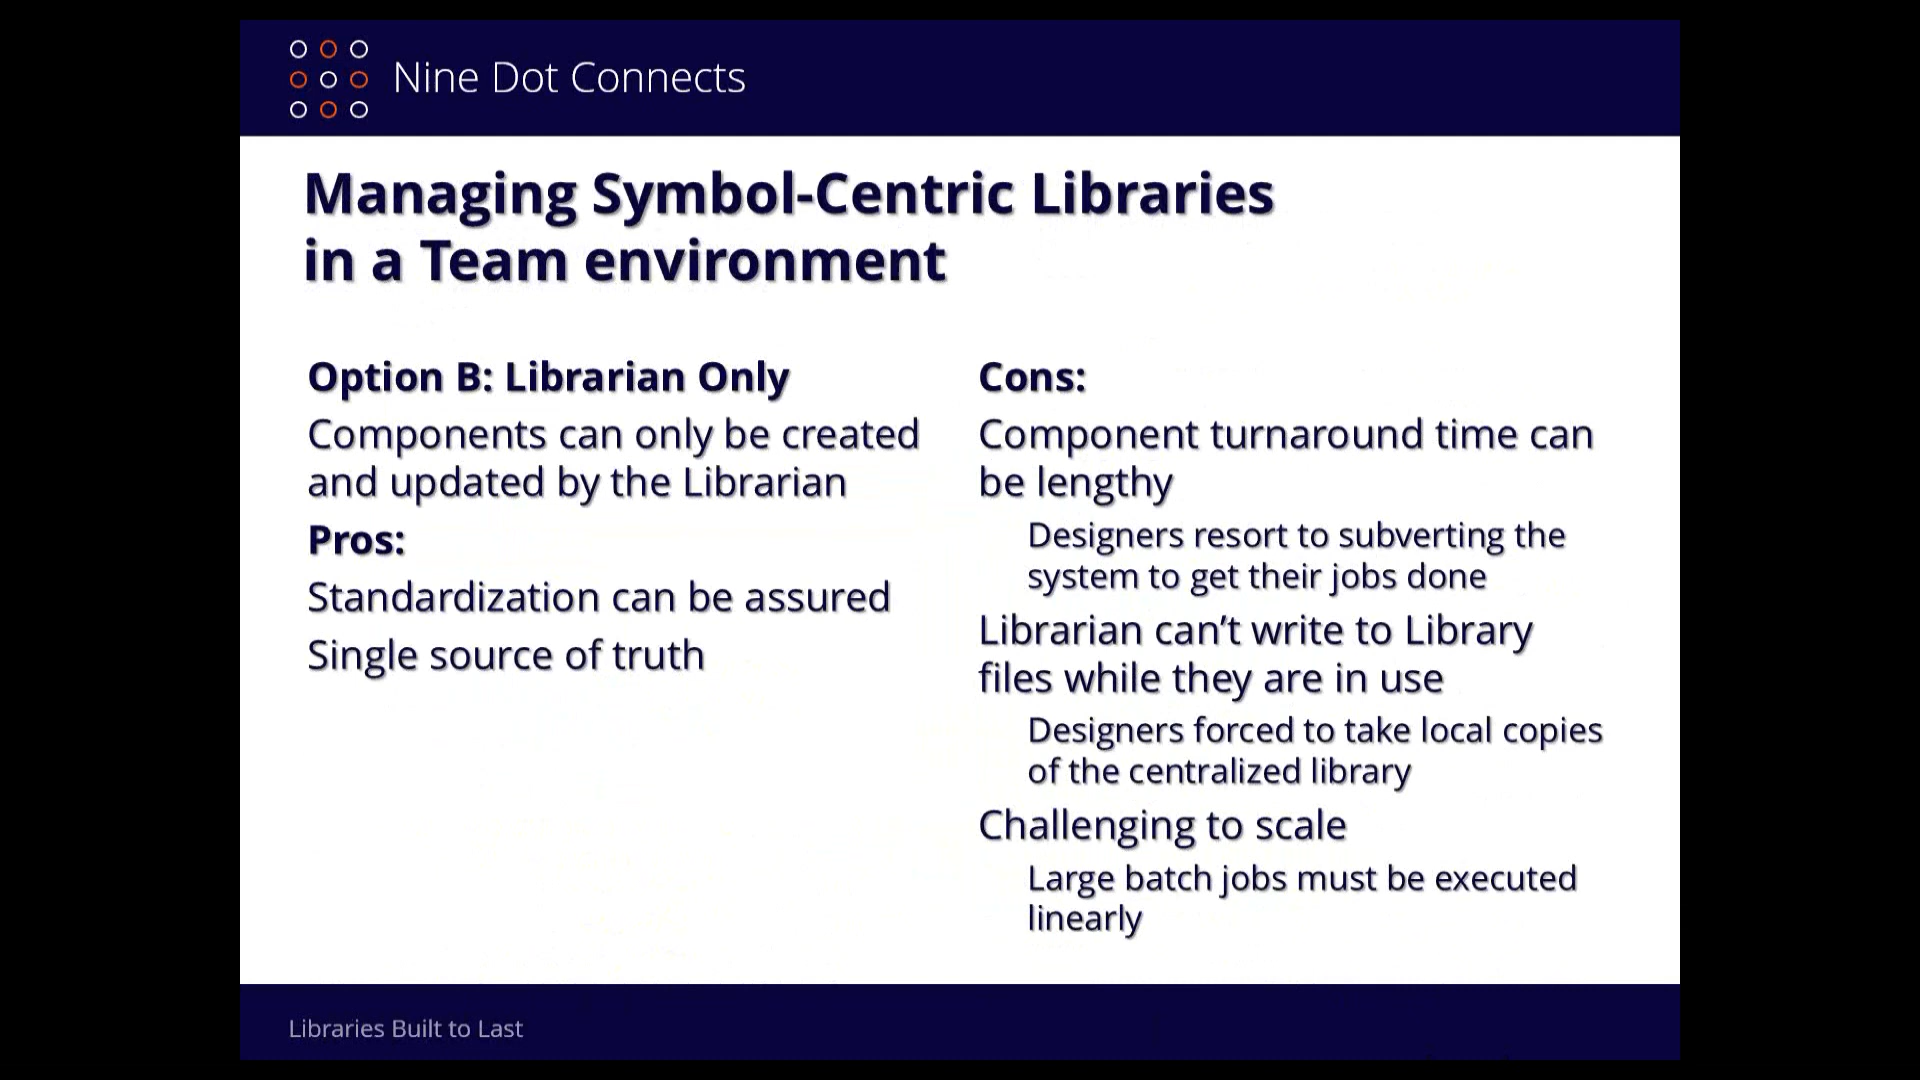 Nine Dot Connects
Managing Symbol-Centric Libraries
in a Team environment
Option B: Librarian Only
Components can only be created
and updated by the Librarian
Pros:
Standardization can be assured
Single source of truth
Cons:
Component turnaround time can
be lengthy
Designers resort to subverting the
system to get their jobs done
Librarian can’t write to Library
files while they are in use
Designers forced to take local copies
of the centralized library
Challenging to scale
Large batch jobs must be executed
linearly
Libraries Built to Last